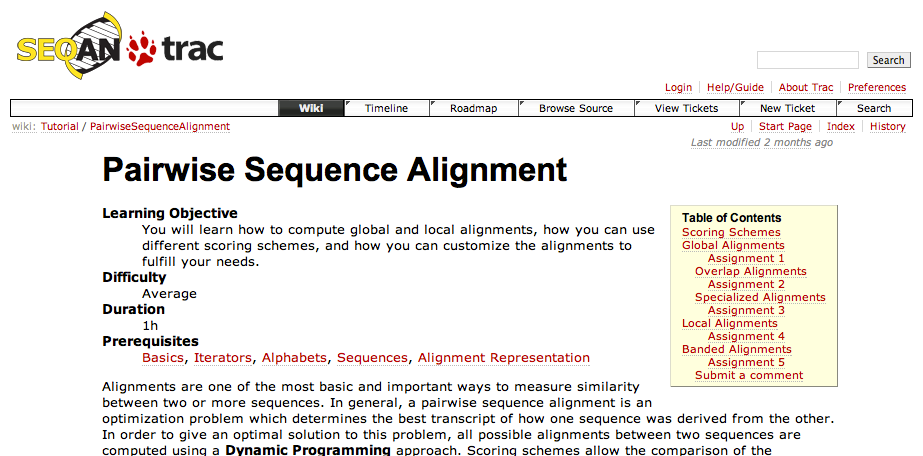 SEQAN trac
Search
Login Help/Guide About Trac Preferences
Wiki Timeline Roadmap Browse Source View Tickets New Ticket Search
wiki: Tutorial / PairwiseSequenceAlignment
Up Start Page Index History
Last modified 2 months ago
Pairwise Sequence Alignment
Learning Objective
You will learn how to compute global and local alignments, how you can use
different scoring schemes, and how you can customize the alignments to
fulfill your needs.
Difficulty
Average
Duration
1h
Prerequisites
Basics, Iterators, Alphabets, Sequences, Alignment Representation
Table of Contents
Scoring Schemes
Global Alignments
Assignment 1
Overlap Alignments
Assignment 2
Specialized Alignments
Assignment 3
Local Alignments
Assignment 4
Banded Alignments
Assignment 5
Submit a comment
Alignments are one of the most basic and important ways to measure similarity
between two or more sequences. In general, a pairwise sequence alignment is an
optimization problem which determines the best transcript of how one sequence was derived from the other.
In order to give an optimal solution to this problem, all possible alignments between two sequences are
computed using a Dynamic Programming approach. Scoring schemes allow the comparison of the